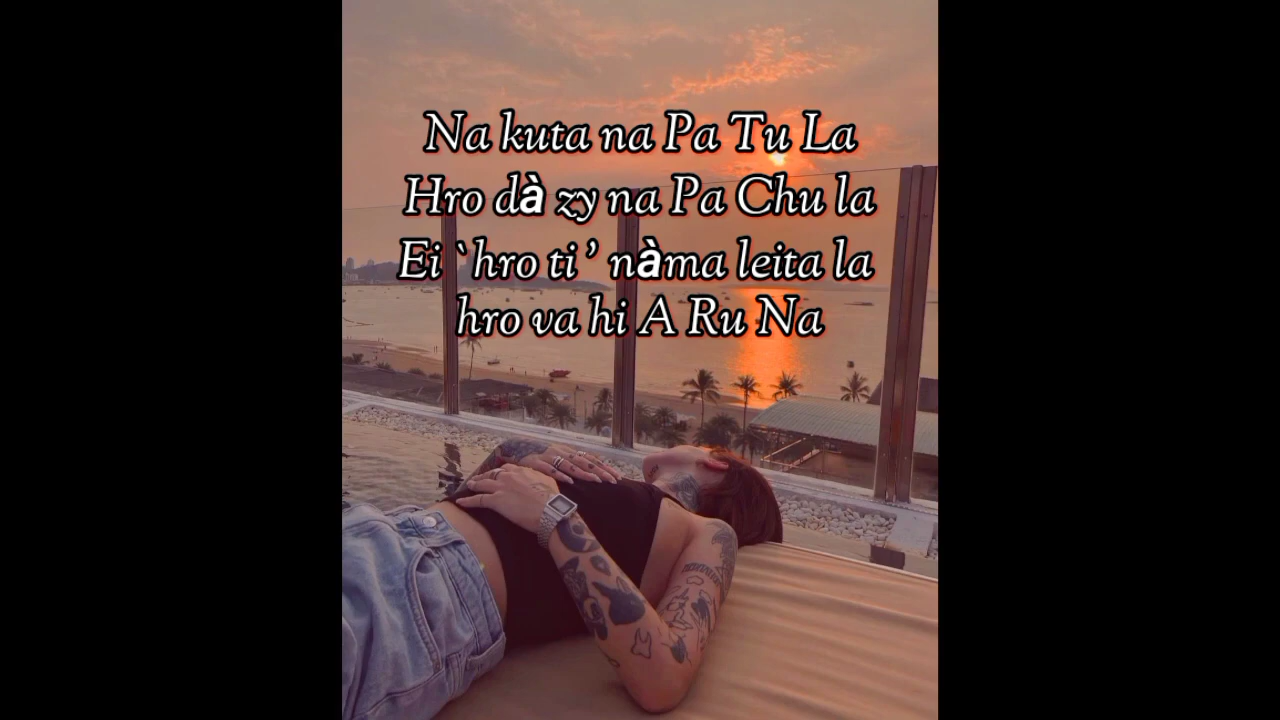 Na kuta na Pa Tu La
Hro dà zy na Pa Chu la
Ei `hro ti’ nàma leita la
hro va hi A Ru Na